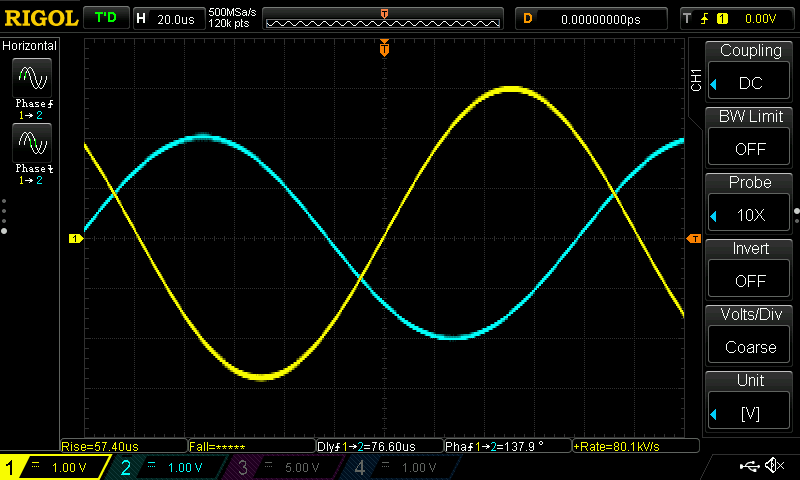 RIGOL T'D H 20.0us 500MSa/s 120k pts T D 0.00000000ps T 1 0.00V
Horizontal
Phase
1→2
Phase
1→2
T
1
T
CH1
Coupling
DC
BW Limit
OFF
Probe
10X
Invert
OFF
Volts/Div
Coarse
Unit
[V]
Rise=57.40us Fall=***** Dly1→2=76.60us Pha1→2=137.9° +Rate=80.1kV/s
1 1.00 V 2 1.00 V 3 5.00 V 4 1.00 V